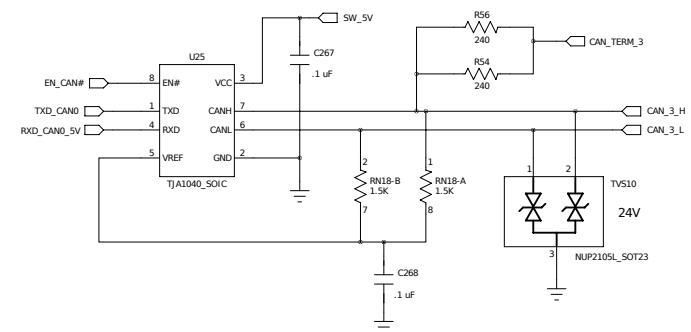 R56
SW_5V
240
CAN_TERM_3
U25
C267
R54
.1 uF
240
EN_CAN#
8
EN#
VCC
3
TXD_CAN0
1
TXD
CANH
7
CAN_3_H
RXD_CAN0_5V
4
RXD
CANL
6
CAN_3_L
5
VREF
GND
2
TJA1040_SOIC
2
RN18-B
1.5K
7
1
RN18-A
1.5K
8
1
2
TVS10
24V
3
NUP2105L_SOT23
C268
.1 uF